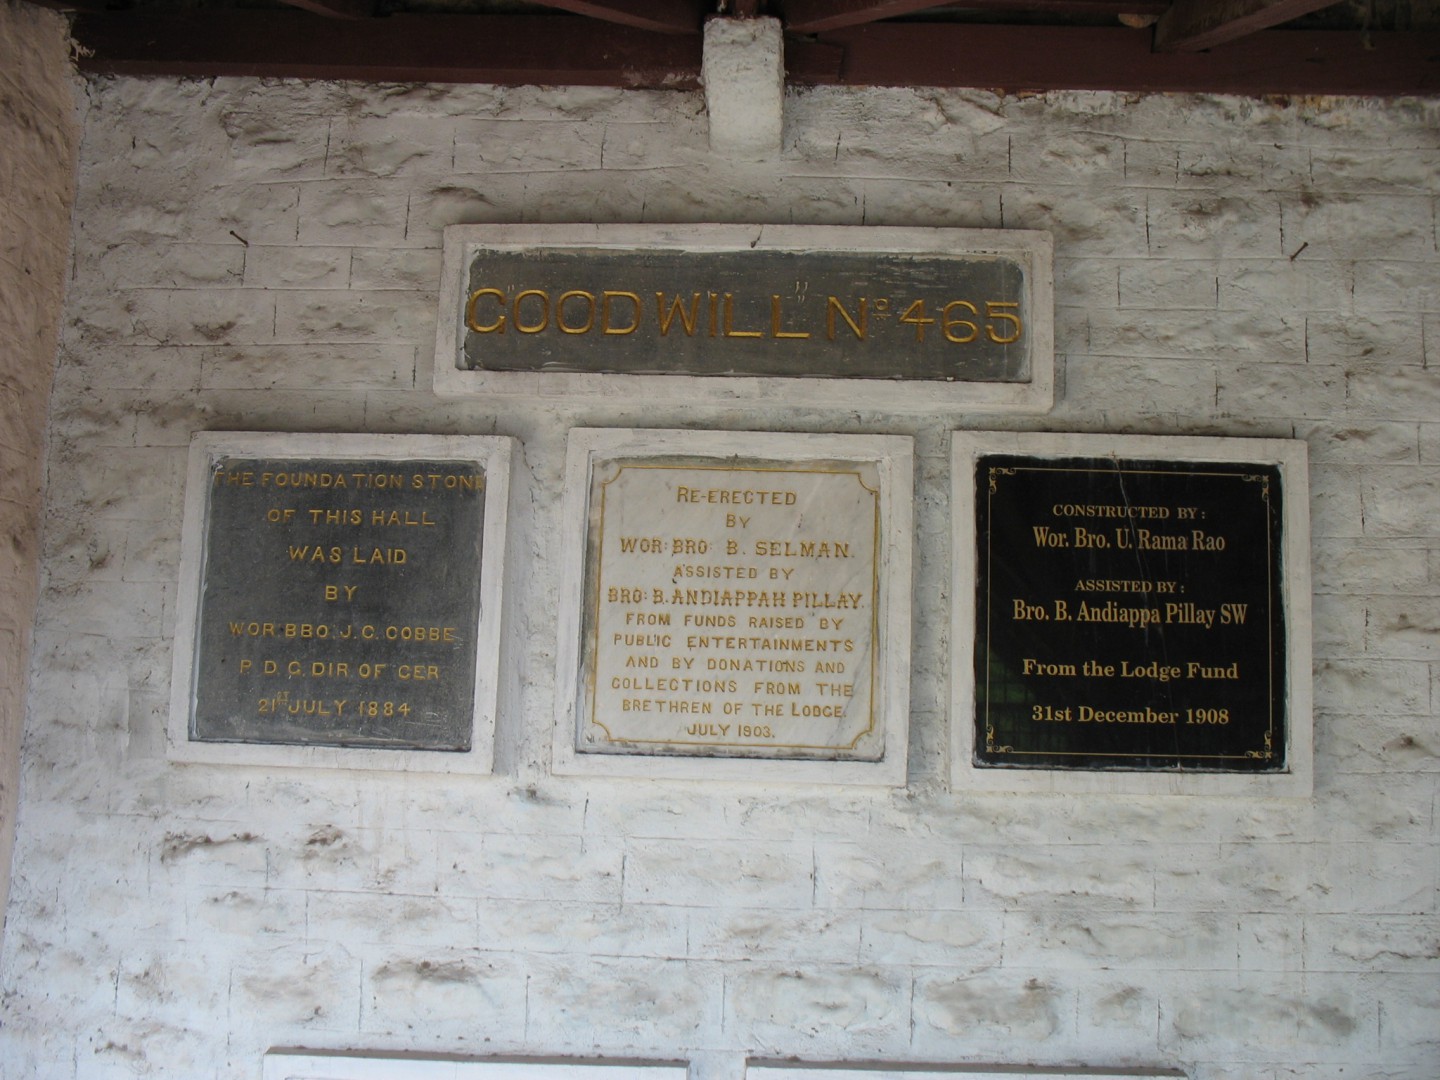 "GOOD WILL" No 465
THE FOUNDATION STONE
OF THIS HALL
WAS LAID
BY
WOR: BBO: J. C. COBBE
P. D. G. DIR. OF CER
21ST JULY 1884
RE-ERECTED
BY
WOR: BRO: B. SELMAN.
ASSISTED BY
BRO: B. ANDIAPPAH PILLAY.
FROM FUNDS RAISED BY
PUBLIC ENTERTAINMENTS
AND BY DONATIONS AND
COLLECTIONS FROM THE
BRETHREN OF THE LODGE.
JULY 1903.
CONSTRUCTED BY :
Wor. Bro. U. Rama Rao
ASSISTED BY :
Bro. B. Andiappa Pillay SW
From the Lodge Fund
31st December 1908